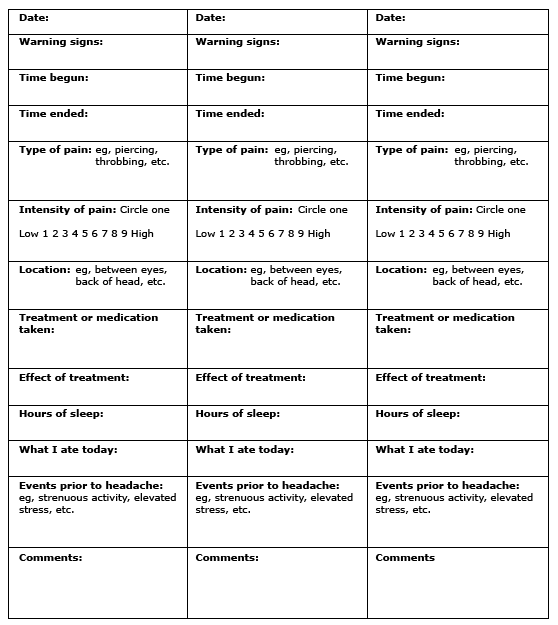 Date: Date: Date:
Warning signs: Warning signs: Warning signs:
Time begun: Time begun: Time begun:
Time ended: Time ended: Time ended:
Type of pain: eg, piercing, Type of pain: eg, piercing, Type of pain: eg, piercing,
throbbing, etc. throbbing, etc. throbbing, etc.
Intensity of pain: Circle one Intensity of pain: Circle one Intensity of pain: Circle one
Low 1 2 3 4 5 6 7 8 9 High Low 1 2 3 4 5 6 7 8 9 High Low 1 2 3 4 5 6 7 8 9 High
Location: eg, between eyes, Location: eg, between eyes, Location: eg, between eyes,
back of head, etc. back of head, etc. back of head, etc.
Treatment or medication Treatment or medication Treatment or medication
taken: taken: taken:
Effect of treatment: Effect of treatment: Effect of treatment:
Hours of sleep: Hours of sleep: Hours of sleep:
What I ate today: What I ate today: What I ate today:
Events prior to headache: Events prior to headache: Events prior to headache:
eg, strenuous activity, elevated eg, strenuous activity, elevated eg, strenuous activity, elevated
stress, etc. stress, etc. stress, etc.
Comments: Comments: Comments